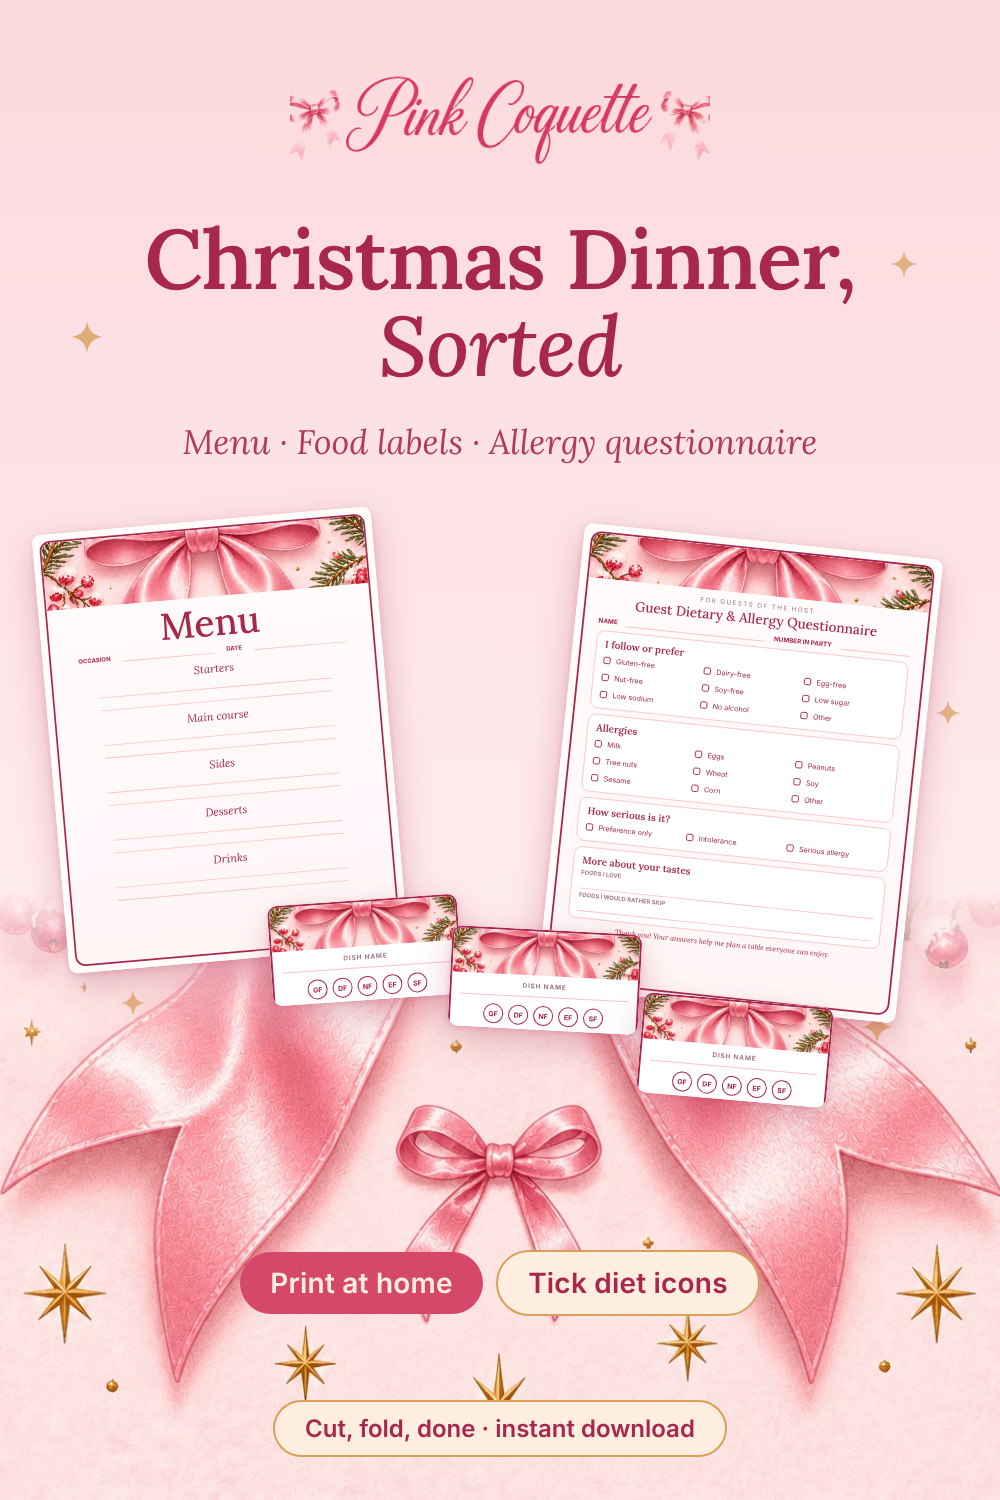 Pink Coquette
Christmas Dinner,
Sorted
Menu · Food labels · Allergy questionnaire
Menu
OCCASION
DATE
Starters
Main course
Sides
Desserts
Drinks
FOR GUESTS OF THE HOST
Guest Dietary & Allergy Questionnaire
NAME
NUMBER IN PARTY
I follow or prefer
Gluten-free
Dairy-free
Egg-free
Nut-free
Soy-free
Low sugar
Low sodium
No alcohol
Other
Allergies
Milk
Eggs
Peanuts
Tree nuts
Wheat
Soy
Sesame
Corn
Other
How serious is it?
Preference only
Intolerance
Serious allergy
More about your tastes
FOODS I LOVE
FOODS I WOULD RATHER SKIP
Thank you! Your answers help me plan a table everyone can enjoy.
DISH NAME
GF DF NF EF SF
DISH NAME
GF DF NF EF SF
DISH NAME
GF DF NF EF SF
Print at home
Tick diet icons
Cut, fold, done · instant download